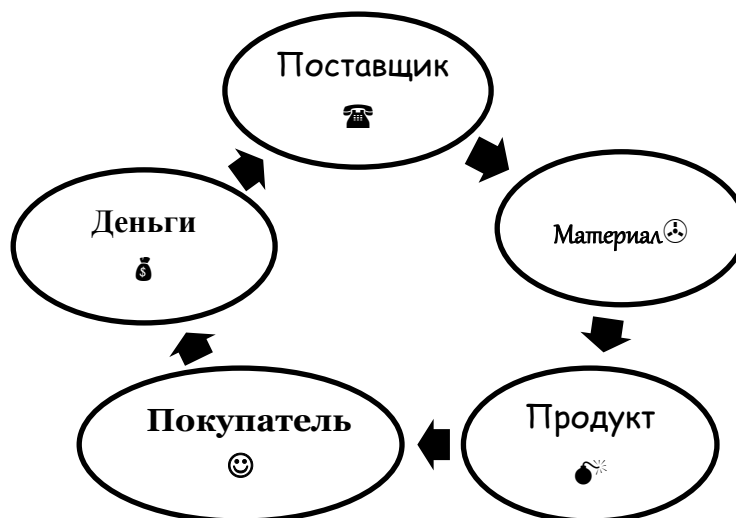 Поставщик
Материал
Продукт
Покупатель
Деньги